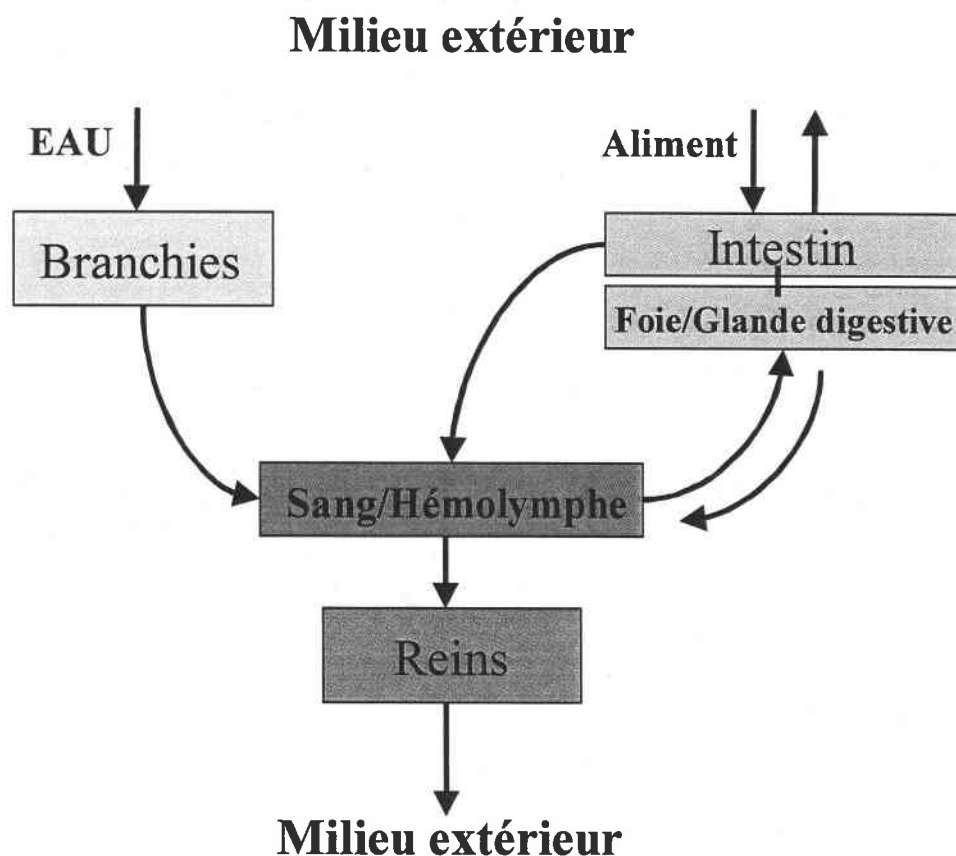 Milieu extérieur
EAU
Aliment
Branchies
Intestin
Foie/Glande digestive
Sang/Hémolymphe
Reins
Milieu extérieur